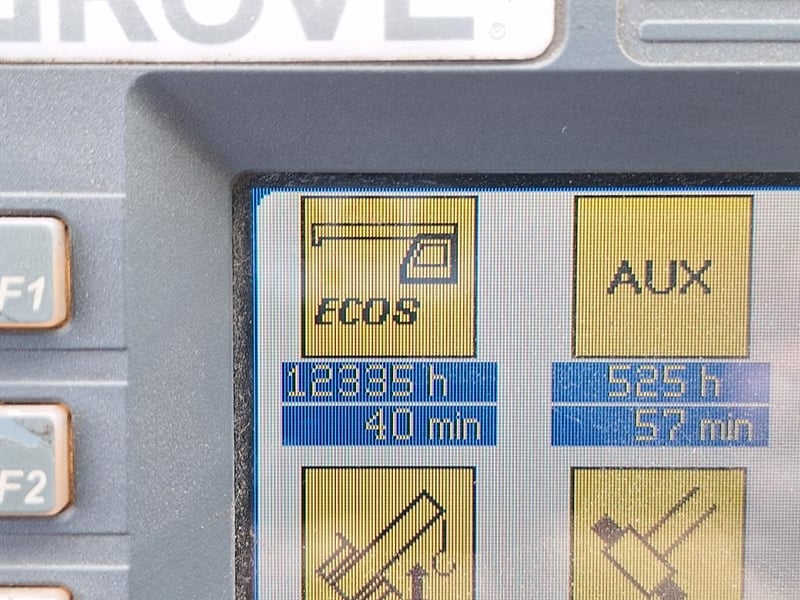 GROVE®
F1
ECOS
AUX
12335 h
525 h
40 min
57 min
F2